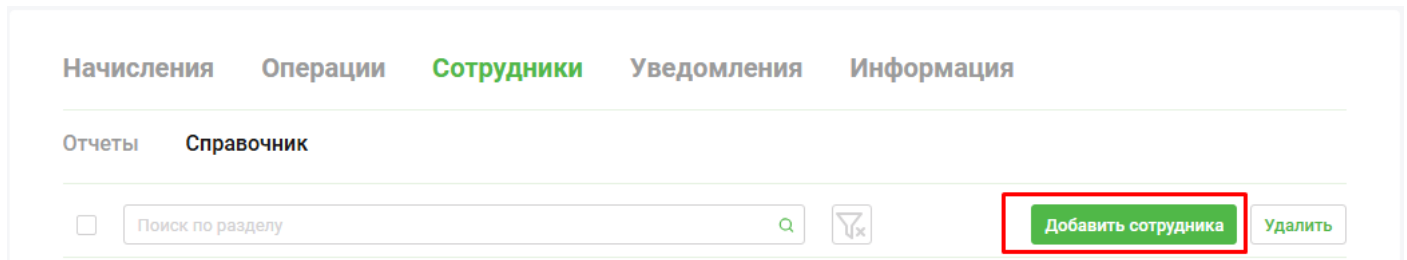 Начисления Операции Сотрудники Уведомления Информация
Отчеты Справочник
Поиск по разделу Добавить сотрудника Удалить